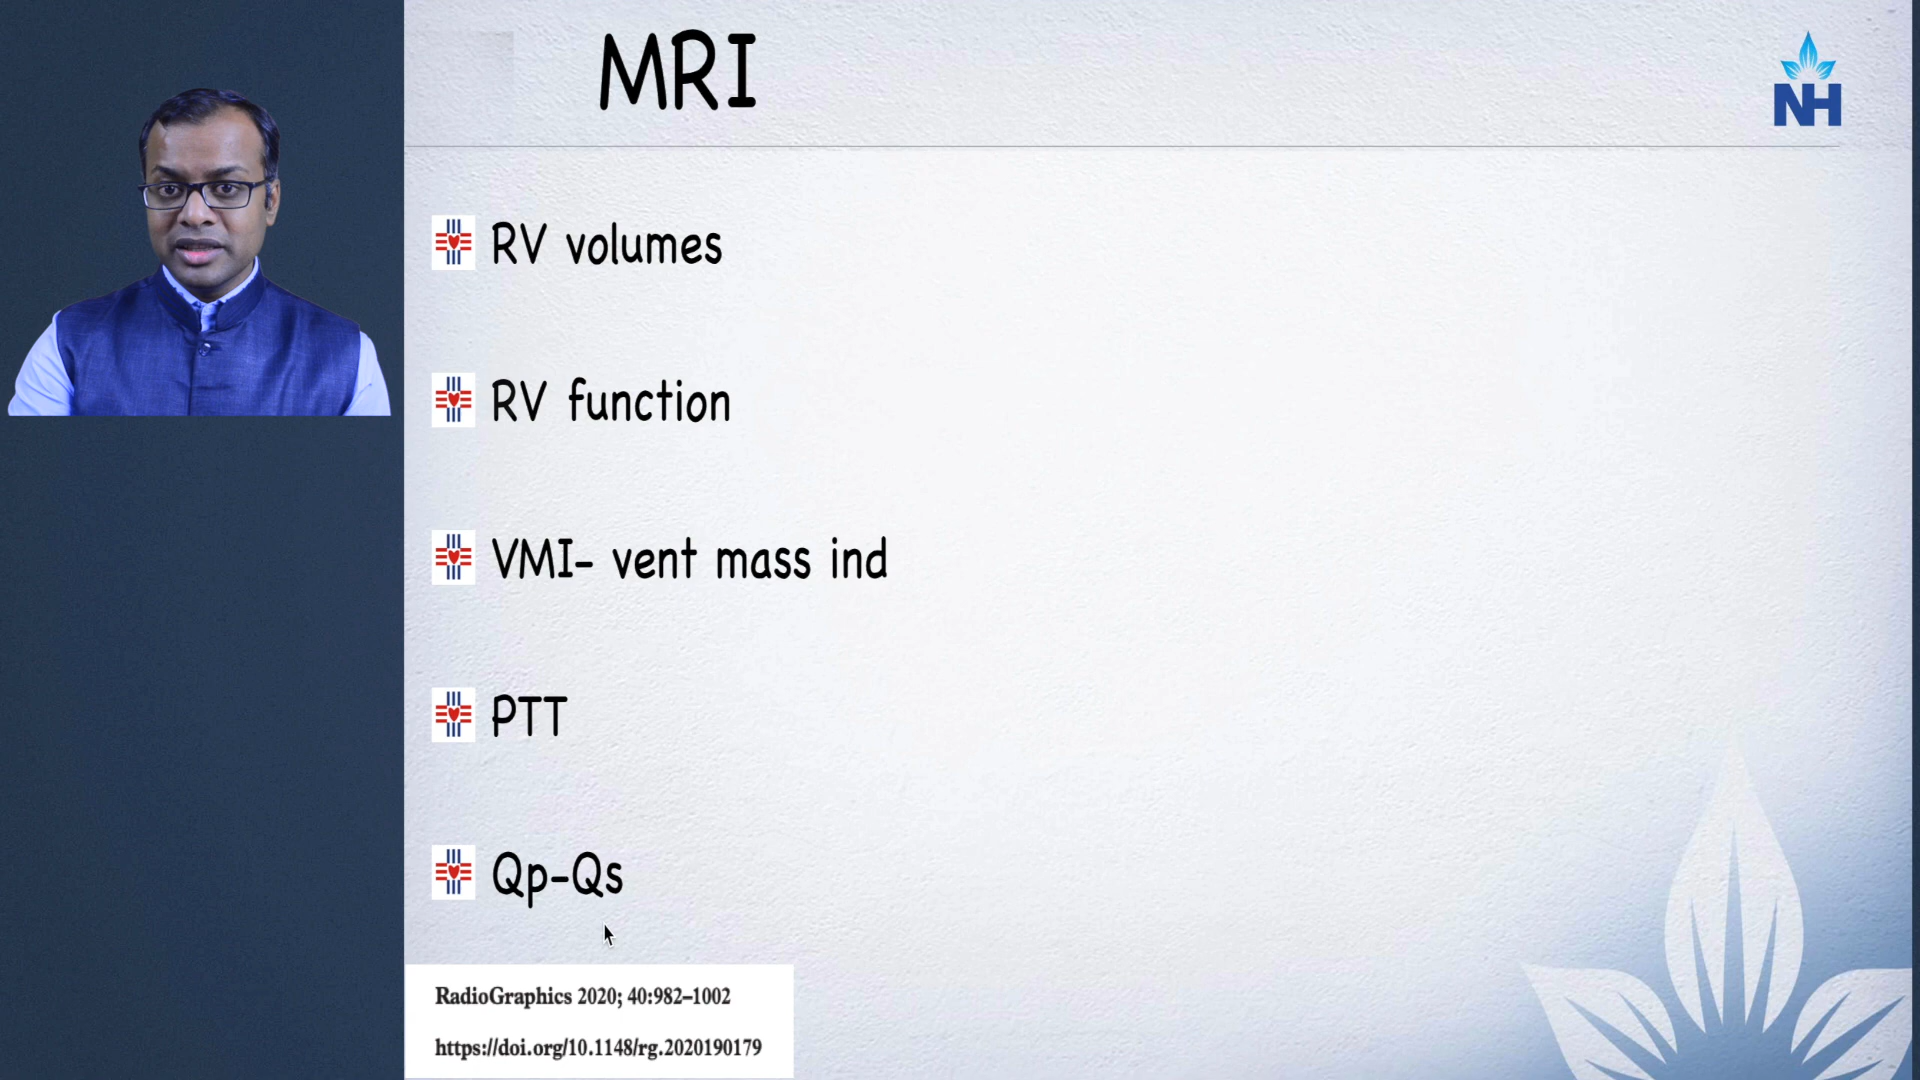 MRI
NH
RV volumes
RV function
VMI- vent mass ind
PTT
Qp-Qs
RadioGraphics 2020; 40:982–1002
https://doi.org/10.1148/rg.2020190179